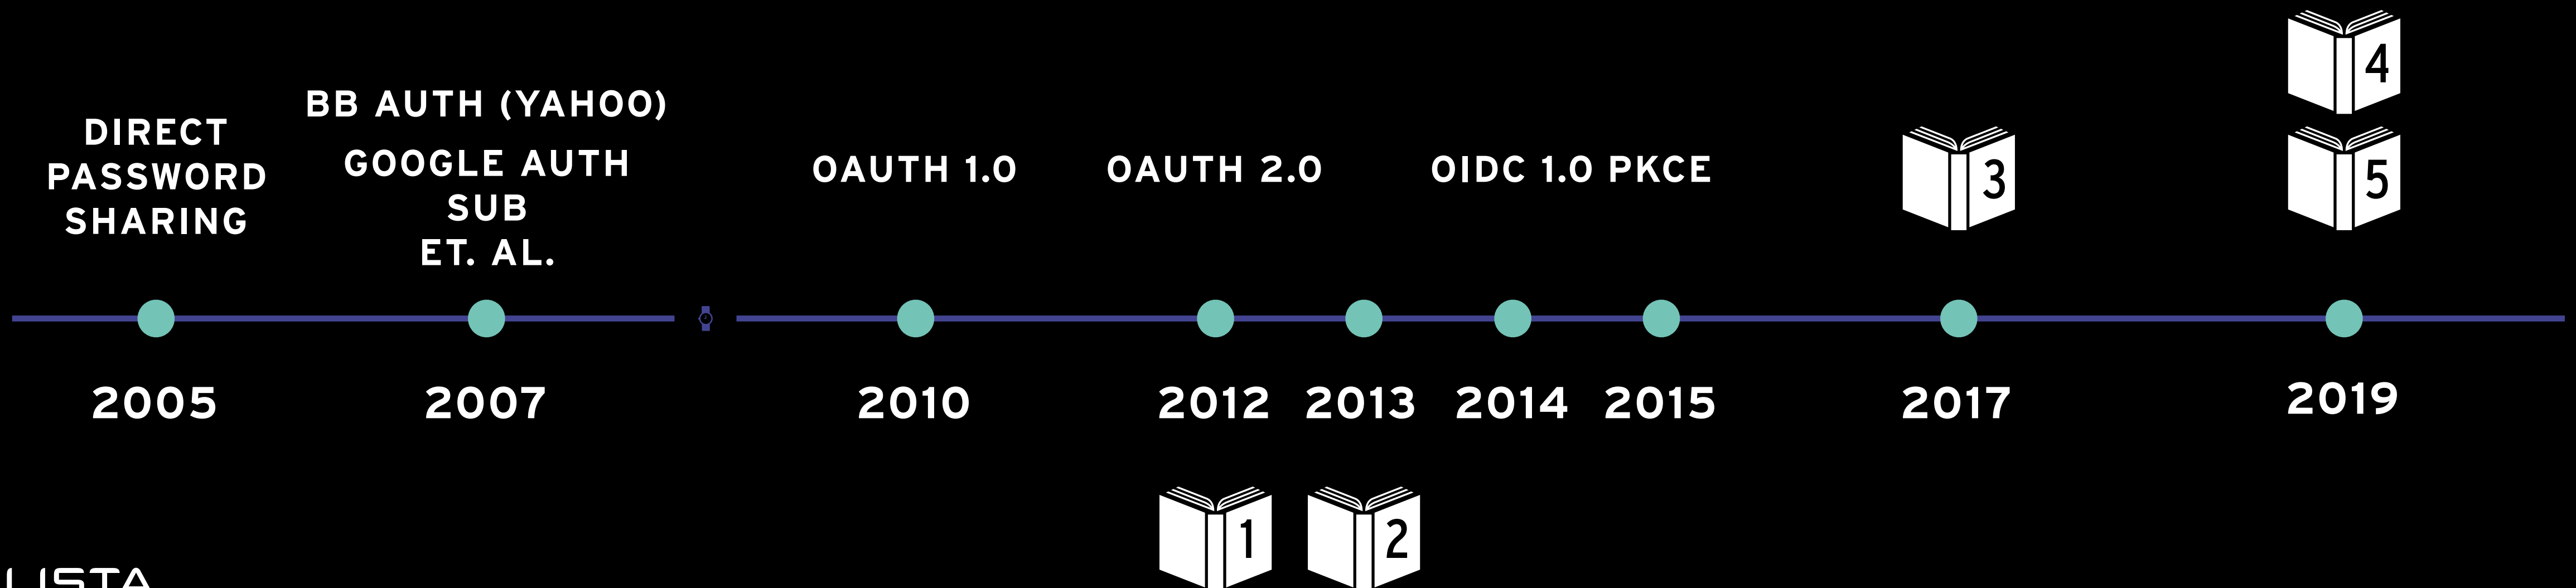 DIRECT
PASSWORD
SHARING
BB AUTH (YAHOO)
GOOGLE AUTH
SUB
ET. AL.
OAUTH 1.0
OAUTH 2.0
OIDC 1.0 PKCE
3
4
5
2005
2007
2010
2012
2013
2014
2015
2017
2019
1
2